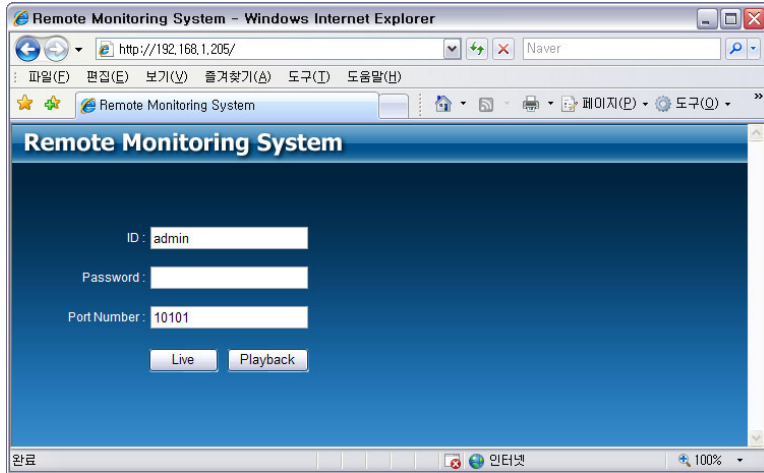 Remote Monitoring System - Windows Internet Explorer
http://192,168,1,205/
Naver
파일(F) 편집(E) 보기(V) 즐겨찾기(A) 도구(T) 도움말(H)
Remote Monitoring System
페이지(P) 도구(O) »
Remote Monitoring System
ID : admin
Password :
Port Number : 10101
Live Playback
완료 인터넷 100%